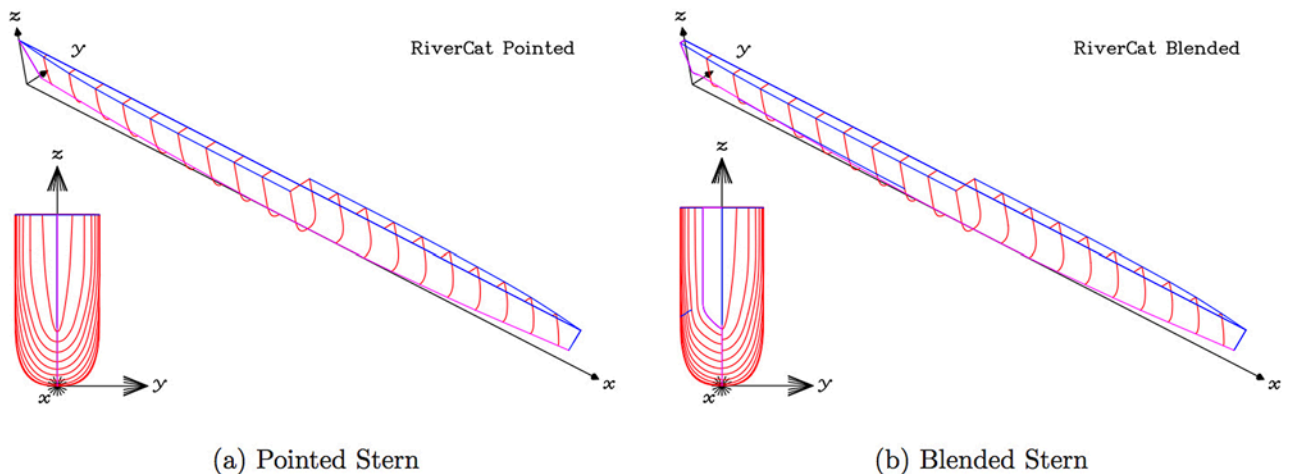 z
y
RiverCat Pointed
z
x
y
x
(a) Pointed Stern
z
y
RiverCat Blended
z
x
y
x
(b) Blended Stern